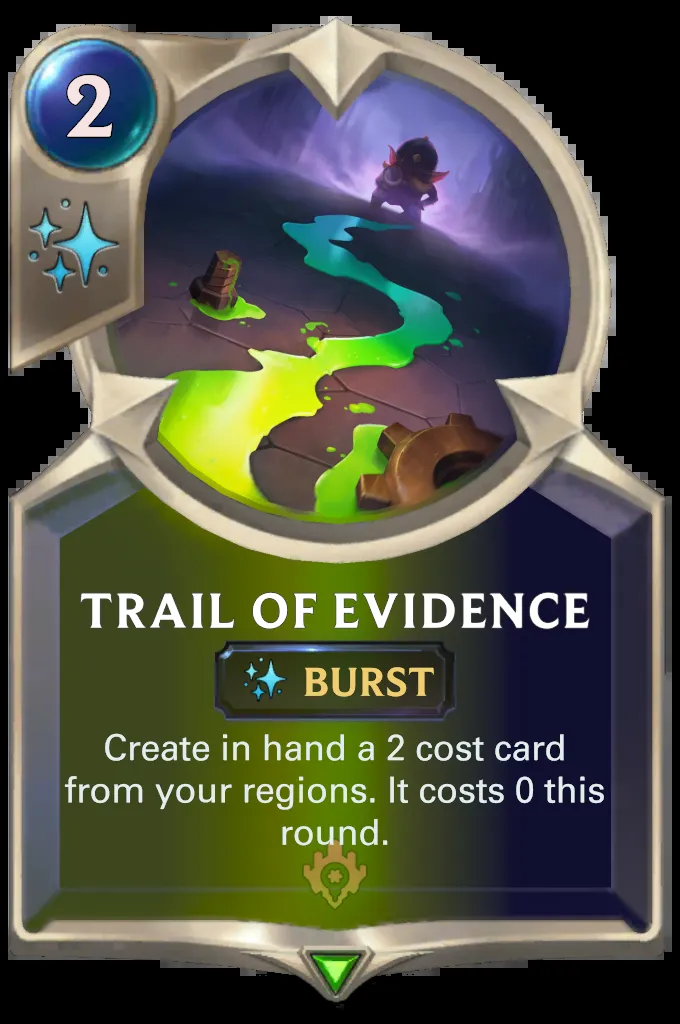 2
TRAIL OF EVIDENCE
BURST
Create in hand a 2 cost card
from your regions. It costs 0 this
round.